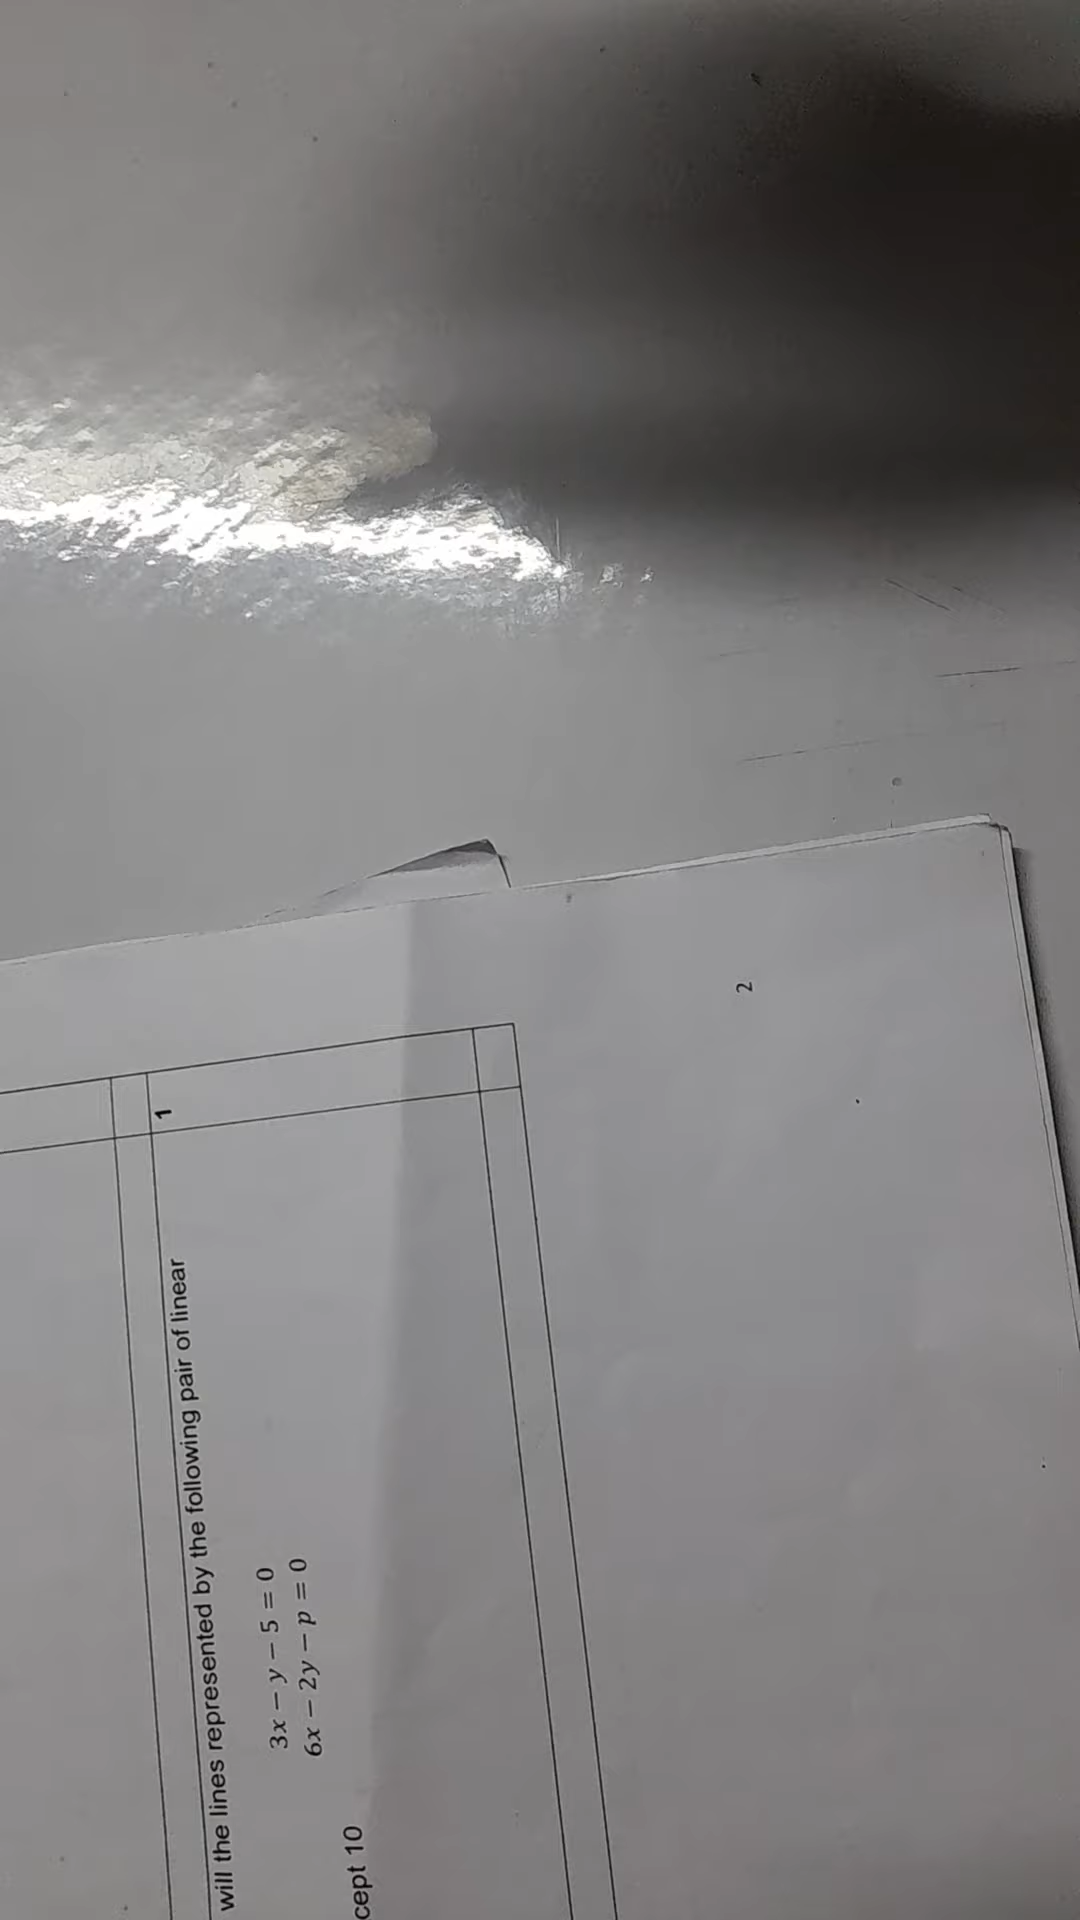 1
will the lines represented by the following pair of linear
3x − y − 5 = 0
6x − 2y − p = 0
cept 10
2